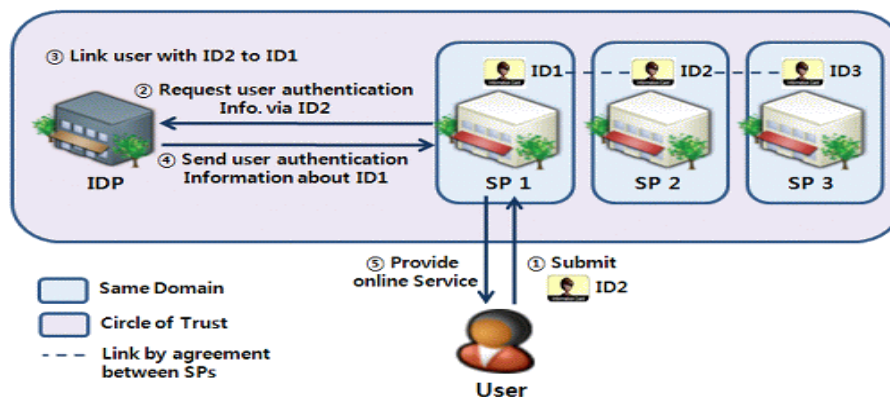 ③ Link user with ID2 to ID1
② Request user authentication
Info. via ID2
④ Send user authentication
Information about ID1
IDP
ID1
ID2
ID3
SP 1
SP 2
SP 3
⑤ Provide
online Service
① Submit
ID2
User
Same Domain
Circle of Trust
Link by agreement
between SPs